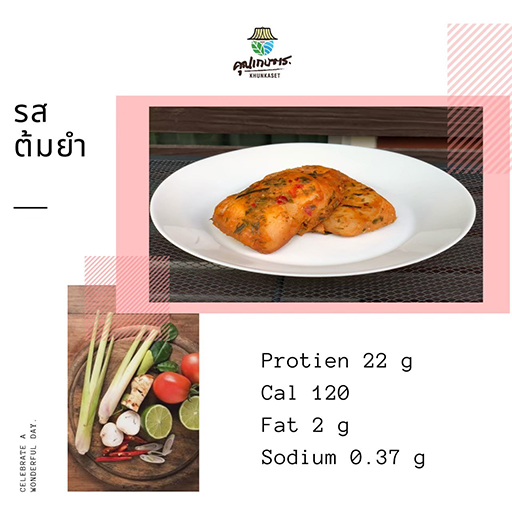 คุณเกษตร.
KHUNKASET
รส
ต้มยำ
Protien 22 g
Cal 120
Fat 2 g
Sodium 0.37 g
CELEBRATE A
WONDERFUL DAY.